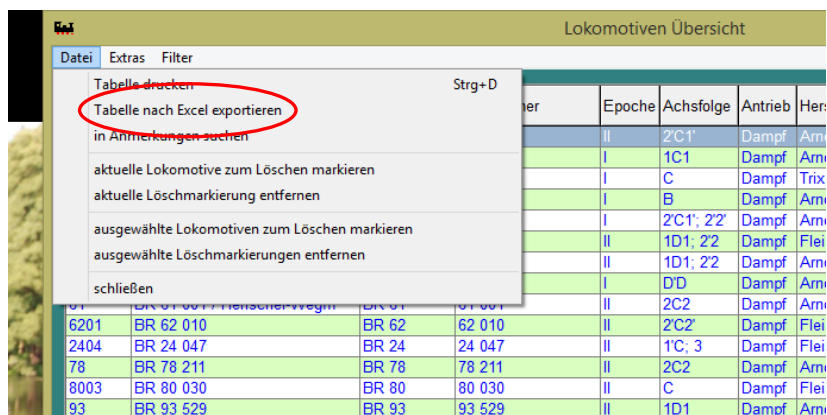 Lokomotiven Übersicht
Datei Extras Filter
Tabelle drucken Strg+D
Tabelle nach Excel exportieren
in Anmerkungen suchen
aktuelle Lokomotive zum Löschen markieren
aktuelle Löschmarkierung entfernen
ausgewählte Lokomotiven zum Löschen markieren
ausgewählte Löschmarkierungen entfernen
schließen
Epoche Achsfolge Antrieb
II 2'C1' Dampf
I 1C1 Dampf
I C Dampf Trix
I B Dampf
I 2'C1'; 2'2' Dampf
II 1D1; 2'2 Dampf
II 1D1; 2'2 Dampf
I D'D Dampf
II 2C2 Dampf
6201 BR 62 010 BR 62 62 010 II 2'C2' Dampf
2404 BR 24 047 BR 24 24 047 II 1'C; 3 Dampf
78 BR 78 211 BR 78 78 211 II 2C2 Dampf
8003 BR 80 030 BR 80 80 030 II C Dampf
93 BR 93 529 BR 93 93 529 II 1D1 Dampf